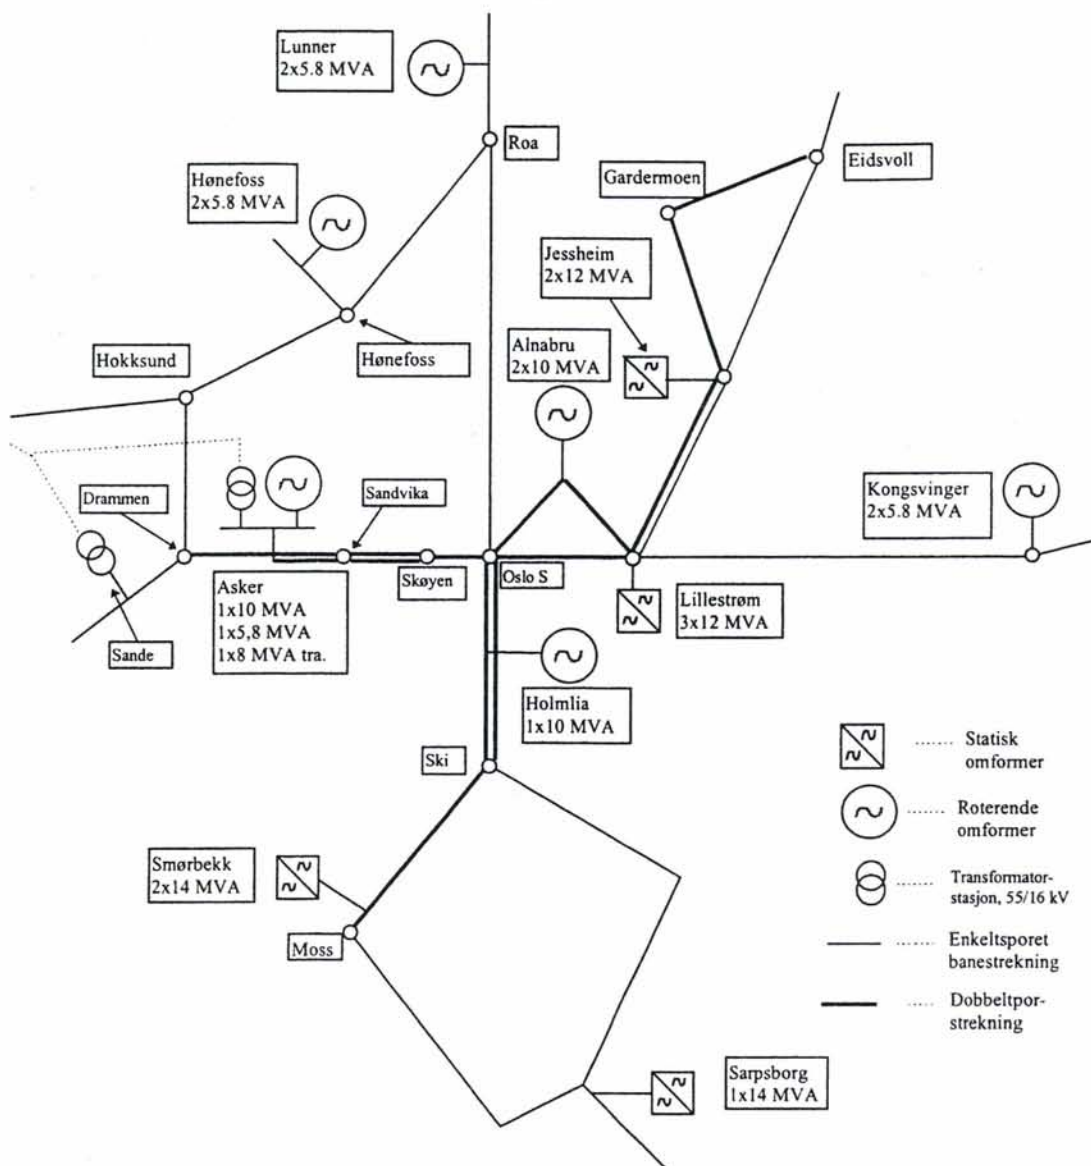 Lunner
2x5.8 MVA
Roa
Eidsvoll
Gardermoen
Hønefoss
2x5.8 MVA
Jessheim
2x12 MVA
Alnabru
2x10 MVA
Hokksund
Hønefoss
Drammen
Sandvika
Kongsvinger
2x5.8 MVA
Skøyen
Oslo S
Asker
1x10 MVA
1x5,8 MVA
1x8 MVA tra.
Lillestrøm
3x12 MVA
Sande
Holmlia
1x10 MVA
Ski
Statisk
omformer
Roterende
omformer
Smørbekk
2x14 MVA
Transformator-
stasjon, 55/16 kV
Moss
Enkeltsporet
banestrekning
Dobbeltpor-
strekning
Sarpsborg
1x14 MVA